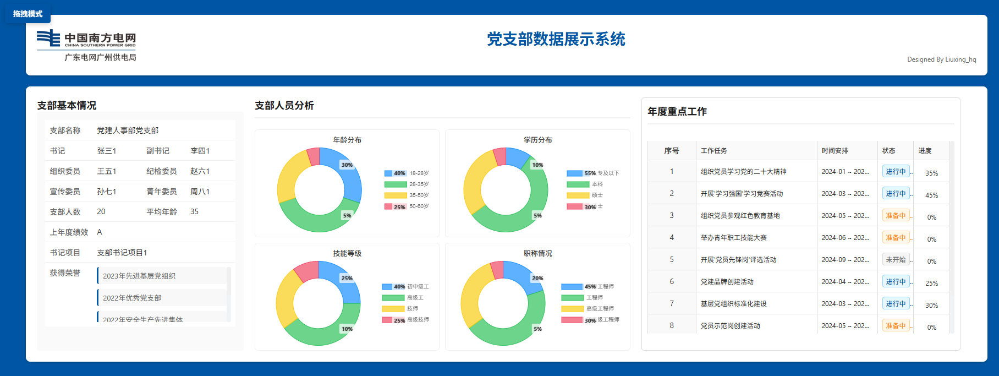 拖拽模式
中国南方电网
CHINA SOUTHERN POWER GRID
广东电网广州供电局
党支部数据展示系统
Designed By Liuxing_hq
支部基本情况
支部名称 党建人事部党支部
书记 张三1 副书记 李四1
组织委员 王五1 纪检委员 赵六1
宣传委员 孙七1 青年委员 周八1
支部人数 20 平均年龄 35
上年度绩效 A
书记项目 支部书记项目1
获得荣誉
2023年先进基层党组织
2022年优秀党支部
2022年安全生产先进集体
支部人员分析
年龄分布
30%
5%
40% 18-28岁
28-35岁
35-50岁
25% 50-60岁
学历分布
10%
5%
55% 专及以下
本科
硕士
30% 士
技能等级
25%
10%
40% 初中级工
高级工
技师
25% 高级技师
职称情况
20%
5%
45% 工程师
工程师
高级工程师
30% 级工程师
年度重点工作
序号 工作任务 时间安排 状态 进度
1 组织党员学习党的二十大精神 2024-01 ~ 202... 进行中 .. 35%
2 开展'学习强国'学习竞赛活动 2024-03 ~ 202... 进行中 .. 45%
3 组织党员参观红色教育基地 2024-05 ~ 202... 准备中 .. 0%
4 举办青年职工技能大赛 2024-06 ~ 202... 准备中 .. 0%
5 开展'党员先锋岗'评选活动 2024-09 ~ 202... 未开始 .. 0%
6 党建品牌创建活动 2024-04 ~ 202... 进行中 .. 25%
7 基层党组织标准化建设 2024-03 ~ 202... 进行中 .. 30%
8 党员示范岗创建活动 2024-05 ~ 202... 准备中 .. 0%